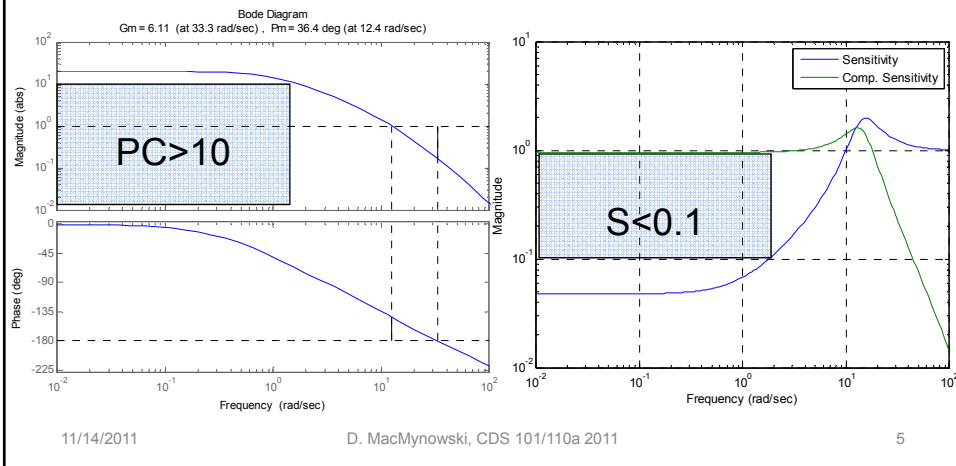 Bode Diagram
Gm = 6.11 (at 33.3 rad/sec) , Pm = 36.4 deg (at 12.4 rad/sec)
Magnitude (abs)
10^2
10^1
10^0
10^-1
10^-2
PC>10
Phase (deg)
0
-45
-90
-135
-180
-225
10^-2
10^-1
10^0
10^1
10^2
Frequency (rad/sec)
Magnitude
10^1
10^0
10^-1
10^-2
Sensitivity
Comp. Sensitivity
S<0.1
10^-2
10^-1
10^0
10^1
10^2
Frequency (rad/sec)
11/14/2011
D. MacMynowski, CDS 101/110a 2011
5